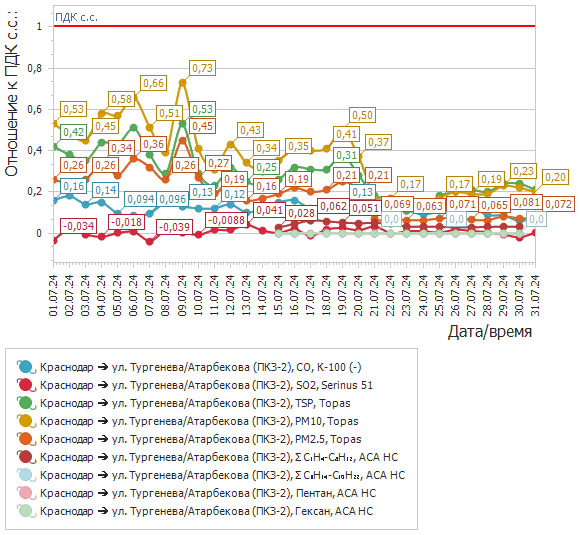 ПДК с.с.
Отношение к ПДК с.с.:
1
0,8
0,6
0,4
0,2
0
0,53 0,58 0,66 0,73 0,50
0,42 0,45 0,51 0,53 0,43 0,35 0,40 0,41 0,37
0,34 0,36 0,45 0,34 0,31
0,26 0,26 0,26 0,27 0,25 0,23
0,16 0,14 0,19 0,16 0,19 0,21 0,21 0,17 0,17 0,19 0,20
0,094 0,096 0,12 0,13
-0,034 -0,018 -0,039 -0,0088 0,041 0,028 0,062 0,051 0,069 0,063 0,071 0,065 0,081 0,072
0,0 0,0 0,0
01.07.24 02.07.24 03.07.24 04.07.24 05.07.24 06.07.24 07.07.24 08.07.24 09.07.24 10.07.24 11.07.24 12.07.24 13.07.24 14.07.24 15.07.24 16.07.24 17.07.24 18.07.24 19.07.24 20.07.24 21.07.24 22.07.24 23.07.24 24.07.24 25.07.24 26.07.24 27.07.24 28.07.24 29.07.24 30.07.24 31.07.24
Дата/время
Краснодар ➔ ул. Тургенева/Атарбекова (ПКЗ-2), CO, К-100 (-)
Краснодар ➔ ул. Тургенева/Атарбекова (ПКЗ-2), SO2, Serinus 51
Краснодар ➔ ул. Тургенева/Атарбекова (ПКЗ-2), TSP, Topas
Краснодар ➔ ул. Тургенева/Атарбекова (ПКЗ-2), PM10, Topas
Краснодар ➔ ул. Тургенева/Атарбекова (ПКЗ-2), PM2.5, Topas
Краснодар ➔ ул. Тургенева/Атарбекова (ПКЗ-2), Σ C₁H₄-C₅H₁₂, ACA HC
Краснодар ➔ ул. Тургенева/Атарбекова (ПКЗ-2), Σ C₆H₁₄-C₁₀H₂₂, ACA HC
Краснодар ➔ ул. Тургенева/Атарбекова (ПКЗ-2), Пентан, ACA HC
Краснодар ➔ ул. Тургенева/Атарбекова (ПКЗ-2), Гексан, ACA HC